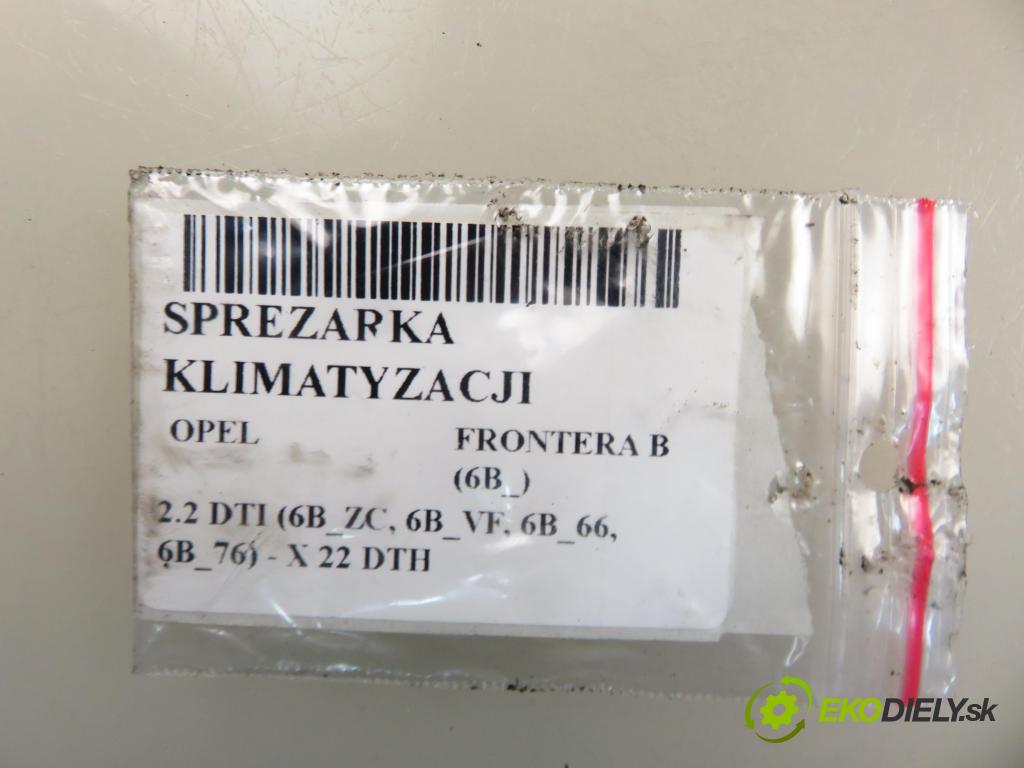 SPREZARKA
KLIMATYZACJI
OPEL FRONTERA B
(6B_)
2.2 DTI (6B_ZC, 6B_VF, 6B_66,
6B_76) - X 22 DTH
EKODIELY.sk